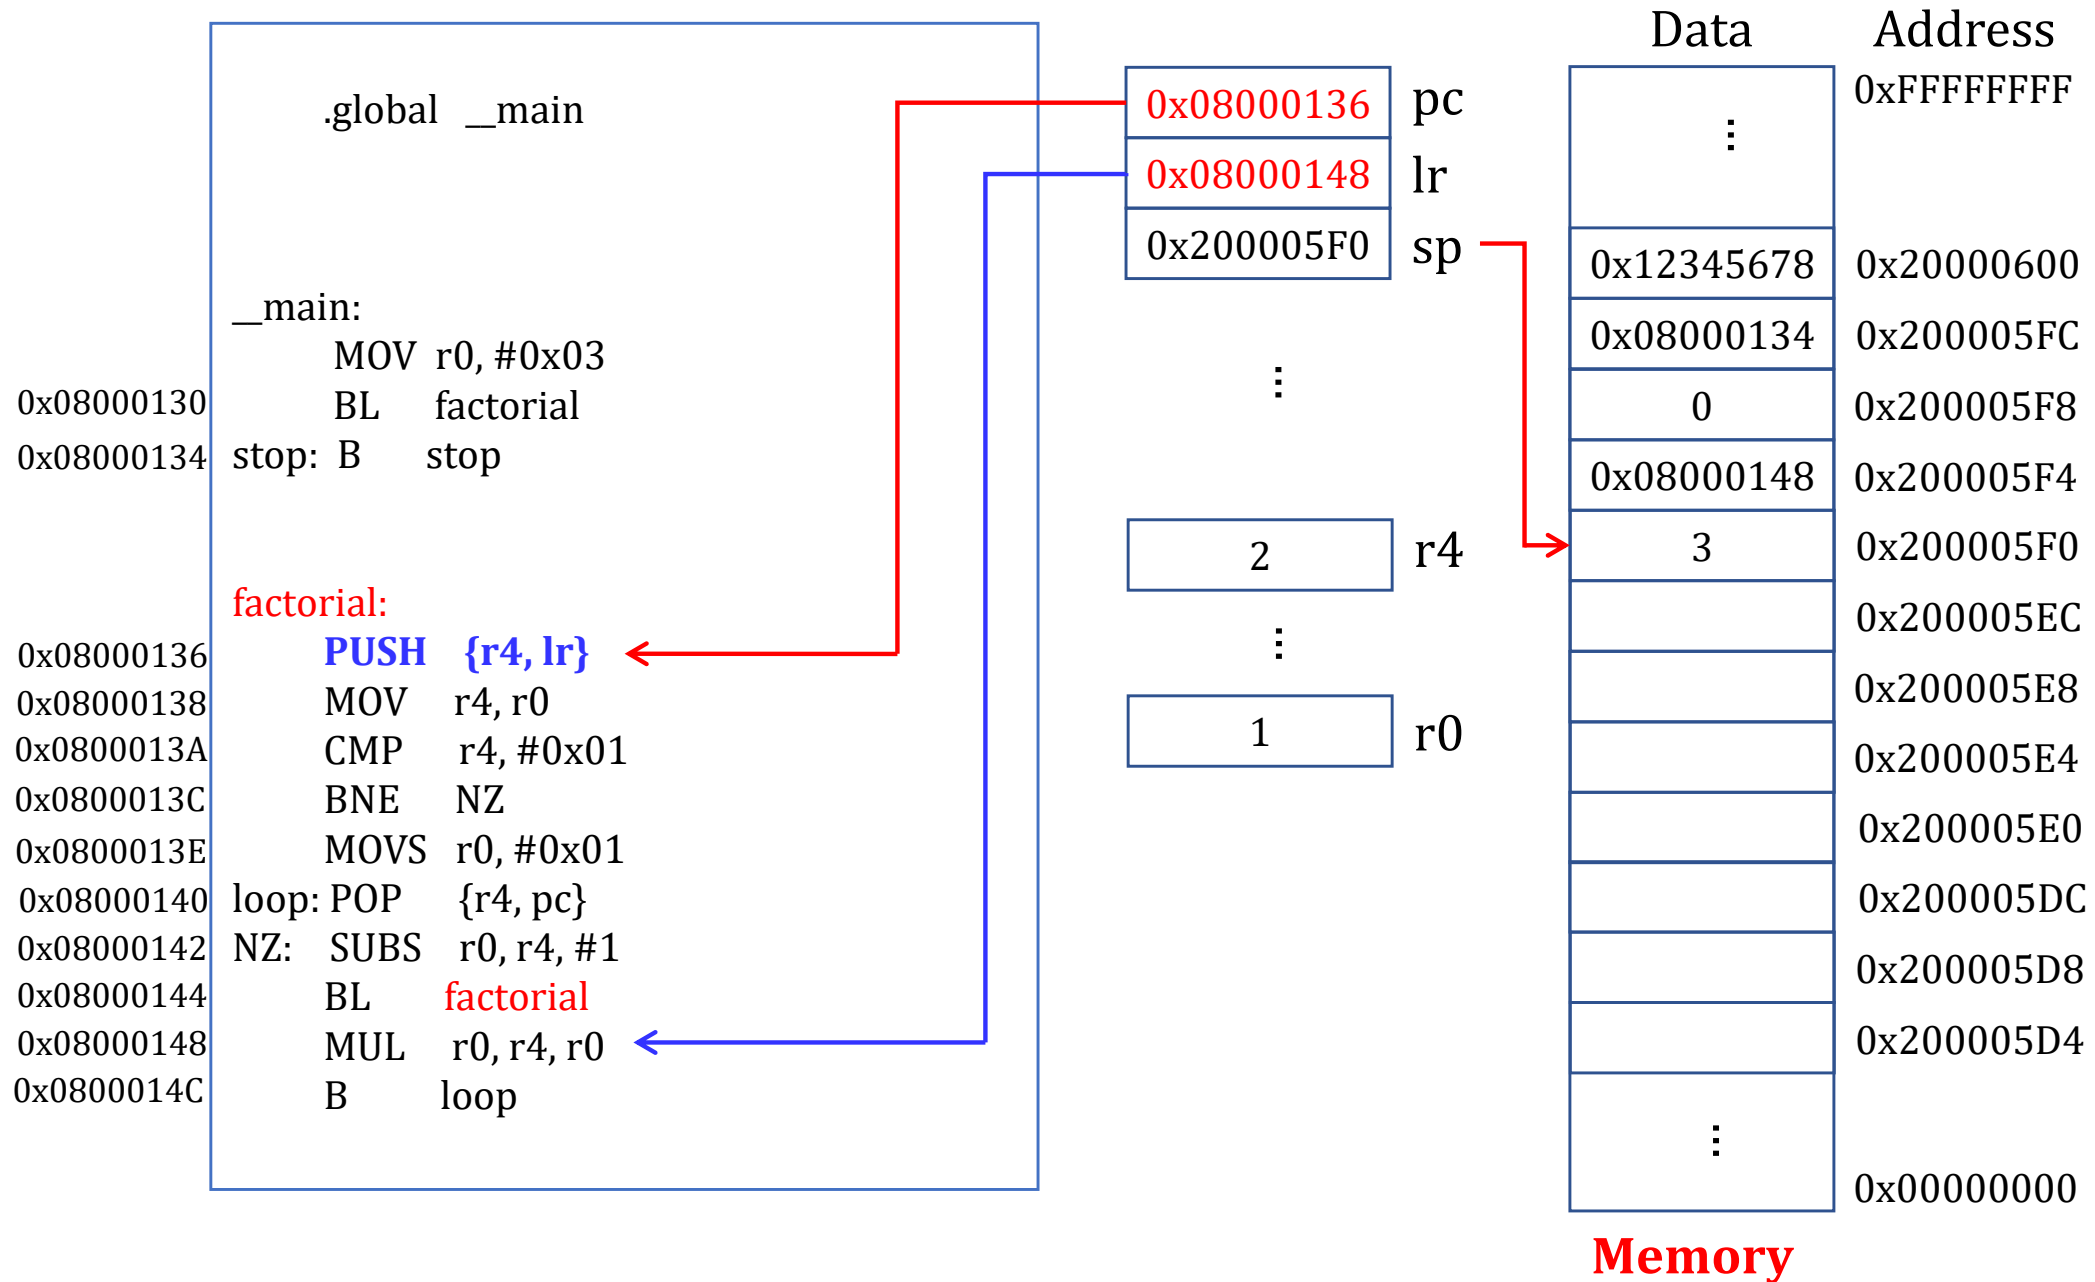 .global __main
__main:
MOV r0, #0x03
0x08000130 BL factorial
0x08000134 stop: B stop
factorial:
0x08000136 PUSH {r4, lr}
0x08000138 MOV r4, r0
0x0800013A CMP r4, #0x01
0x0800013C BNE NZ
0x0800013E MOVS r0, #0x01
0x08000140 loop: POP {r4, pc}
0x08000142 NZ: SUBS r0, r4, #1
0x08000144 BL factorial
0x08000148 MUL r0, r4, r0
0x0800014C B loop
0x08000136 pc
0x08000148 lr
0x200005F0 sp
...
2 r4
...
1 r0
Data Address
0xFFFFFFFF
...
0x12345678 0x20000600
0x08000134 0x200005FC
0 0x200005F8
0x08000148 0x200005F4
3 0x200005F0
0x200005EC
0x200005E8
0x200005E4
0x200005E0
0x200005DC
0x200005D8
0x200005D4
...
0x00000000
Memory